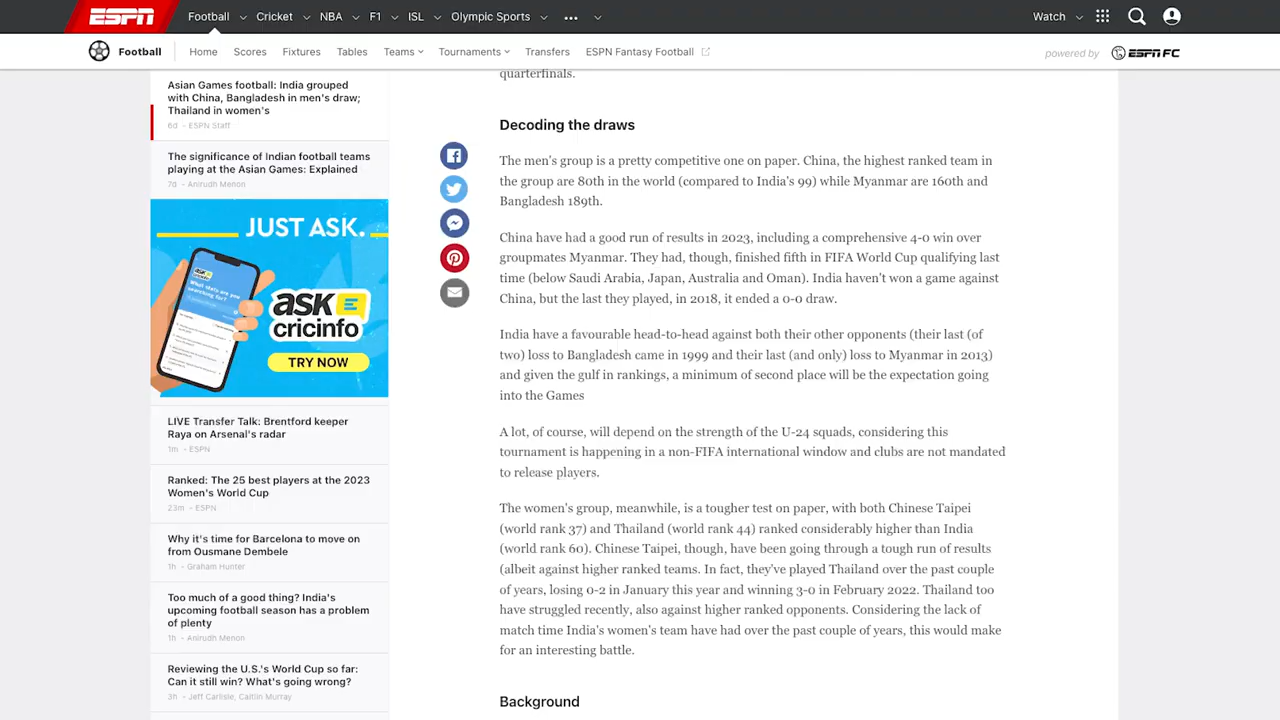 ESPN Football Cricket NBA F1 ISL Olympic Sports ... Watch
Football Home Scores Fixtures Tables Teams Tournaments Transfers ESPN Fantasy Football powered by ESPN FC
Asian Games football: India grouped
with China, Bangladesh in men's draw;
Thailand in women's
6d - ESPN Staff
The significance of Indian football teams
playing at the Asian Games: Explained
7d - Anirudh Menon
JUST ASK.
ask
cricinfo
What stats are you
searching for?
ask
cricinfo
TRY NOW
LIVE Transfer Talk: Brentford keeper
Raya on Arsenal's radar
1m - ESPN
Ranked: The 25 best players at the 2023
Women's World Cup
23m - ESPN
Why it's time for Barcelona to move on
from Ousmane Dembele
1h - Graham Hunter
Too much of a good thing? India's
upcoming football season has a problem
of plenty
1h - Anirudh Menon
Reviewing the U.S.'s World Cup so far:
Can it still win? What's going wrong?
3h - Jeff Carlisle, Caitlin Murray
quarterfinals.
Decoding the draws
The men's group is a pretty competitive one on paper. China, the highest ranked team in
the group are 80th in the world (compared to India's 99) while Myanmar are 160th and
Bangladesh 189th.
China have had a good run of results in 2023, including a comprehensive 4-0 win over
groupmates Myanmar. They had, though, finished fifth in FIFA World Cup qualifying last
time (below Saudi Arabia, Japan, Australia and Oman). India haven't won a game against
China, but the last they played, in 2018, it ended a 0-0 draw.
India have a favourable head-to-head against both their other opponents (their last (of
two) loss to Bangladesh came in 1999 and their last (and only) loss to Myanmar in 2013)
and given the gulf in rankings, a minimum of second place will be the expectation going
into the Games
A lot, of course, will depend on the strength of the U-24 squads, considering this
tournament is happening in a non-FIFA international window and clubs are not mandated
to release players.
The women's group, meanwhile, is a tougher test on paper, with both Chinese Taipei
(world rank 37) and Thailand (world rank 44) ranked considerably higher than India
(world rank 60). Chinese Taipei, though, have been going through a tough run of results
(albeit against higher ranked teams. In fact, they've played Thailand over the past couple
of years, losing 0-2 in January this year and winning 3-0 in February 2022. Thailand too
have struggled recently, also against higher ranked opponents. Considering the lack of
match time India's women's team have had over the past couple of years, this would make
for an interesting battle.
Background